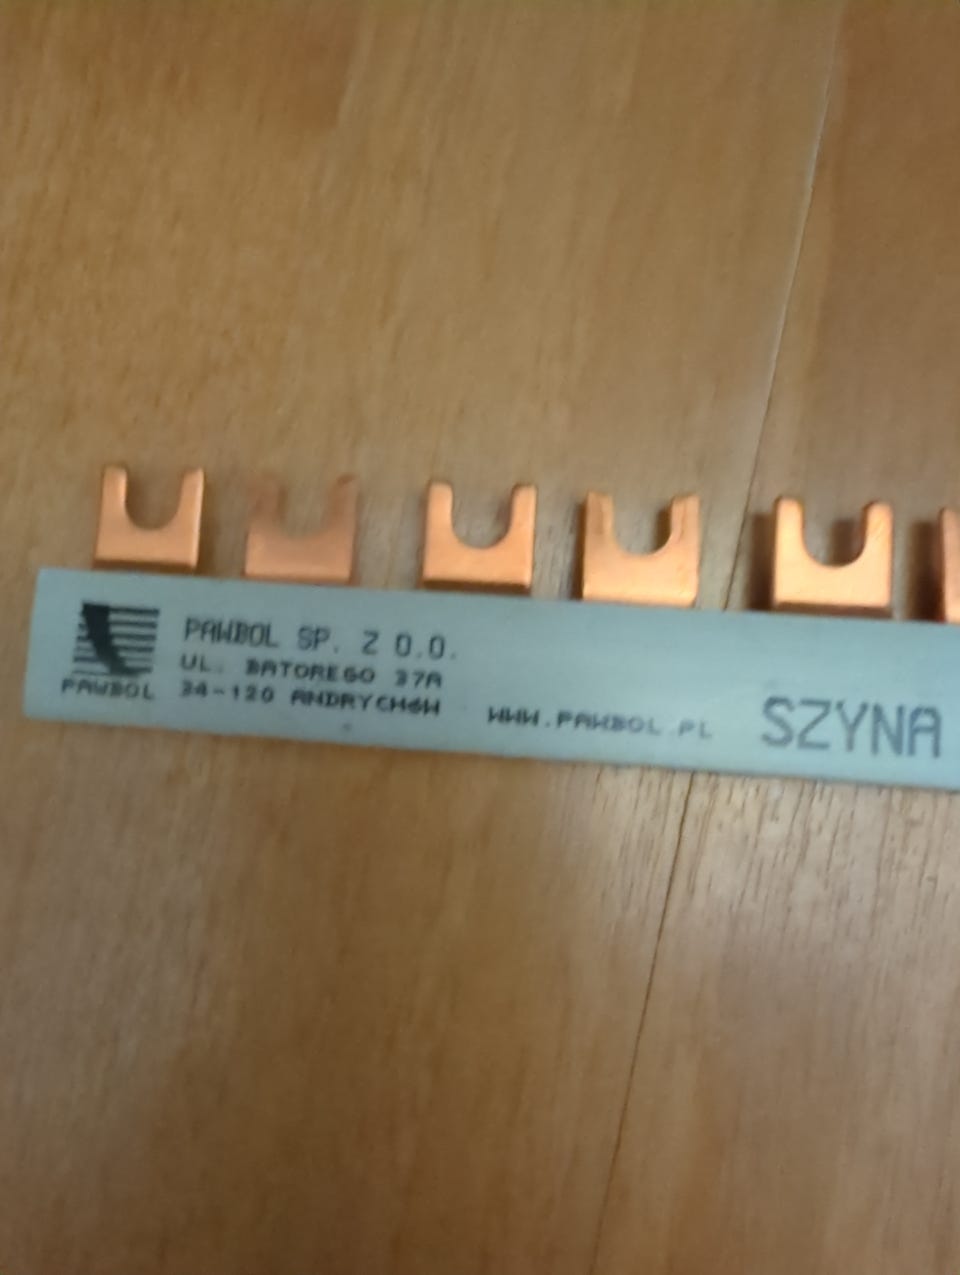 PAWBOL SP. Z O.O.
UL. BATOREGO 37A
PAWBOL
34-120 ANDRYCHÓW
WWW.PAWBOL.PL
SZYNA